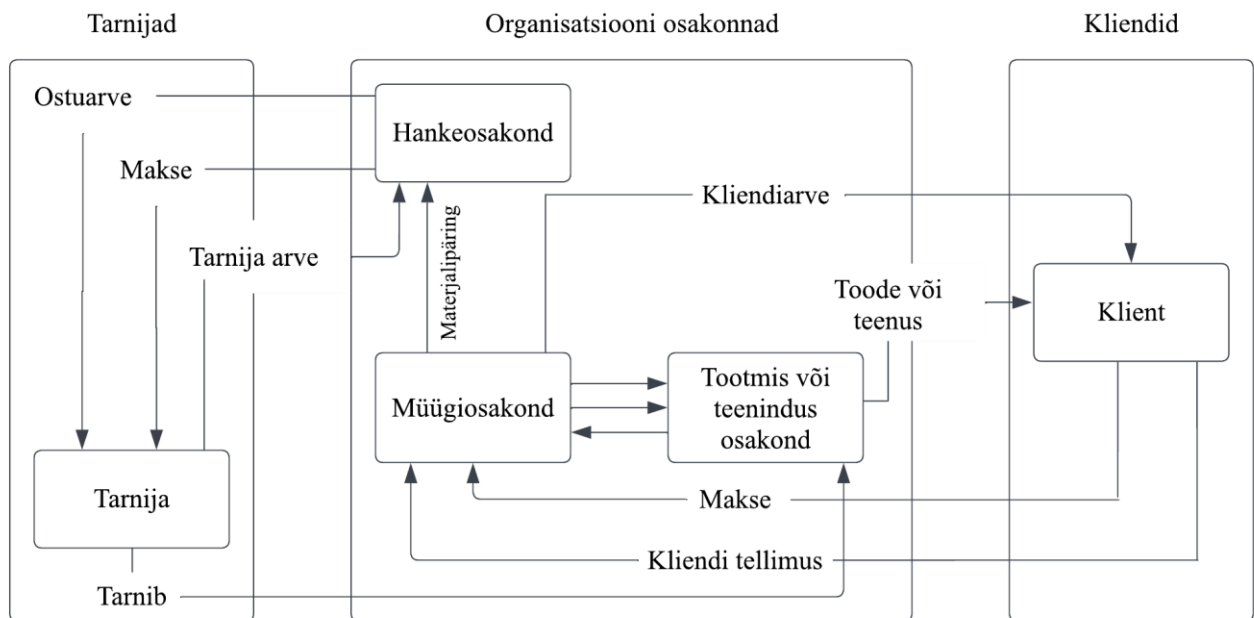 Tarnijad
Organisatsiooni osakonnad
Kliendid
Ostuarve
Hankeosakond
Makse
Kliendiarve
Tarnija arve
Materjalipäring
Toode või
teenus
Klient
Müügiosakond
Tootmis või
teenindus
osakond
Tarnija
Makse
Kliendi tellimus
Tarnib